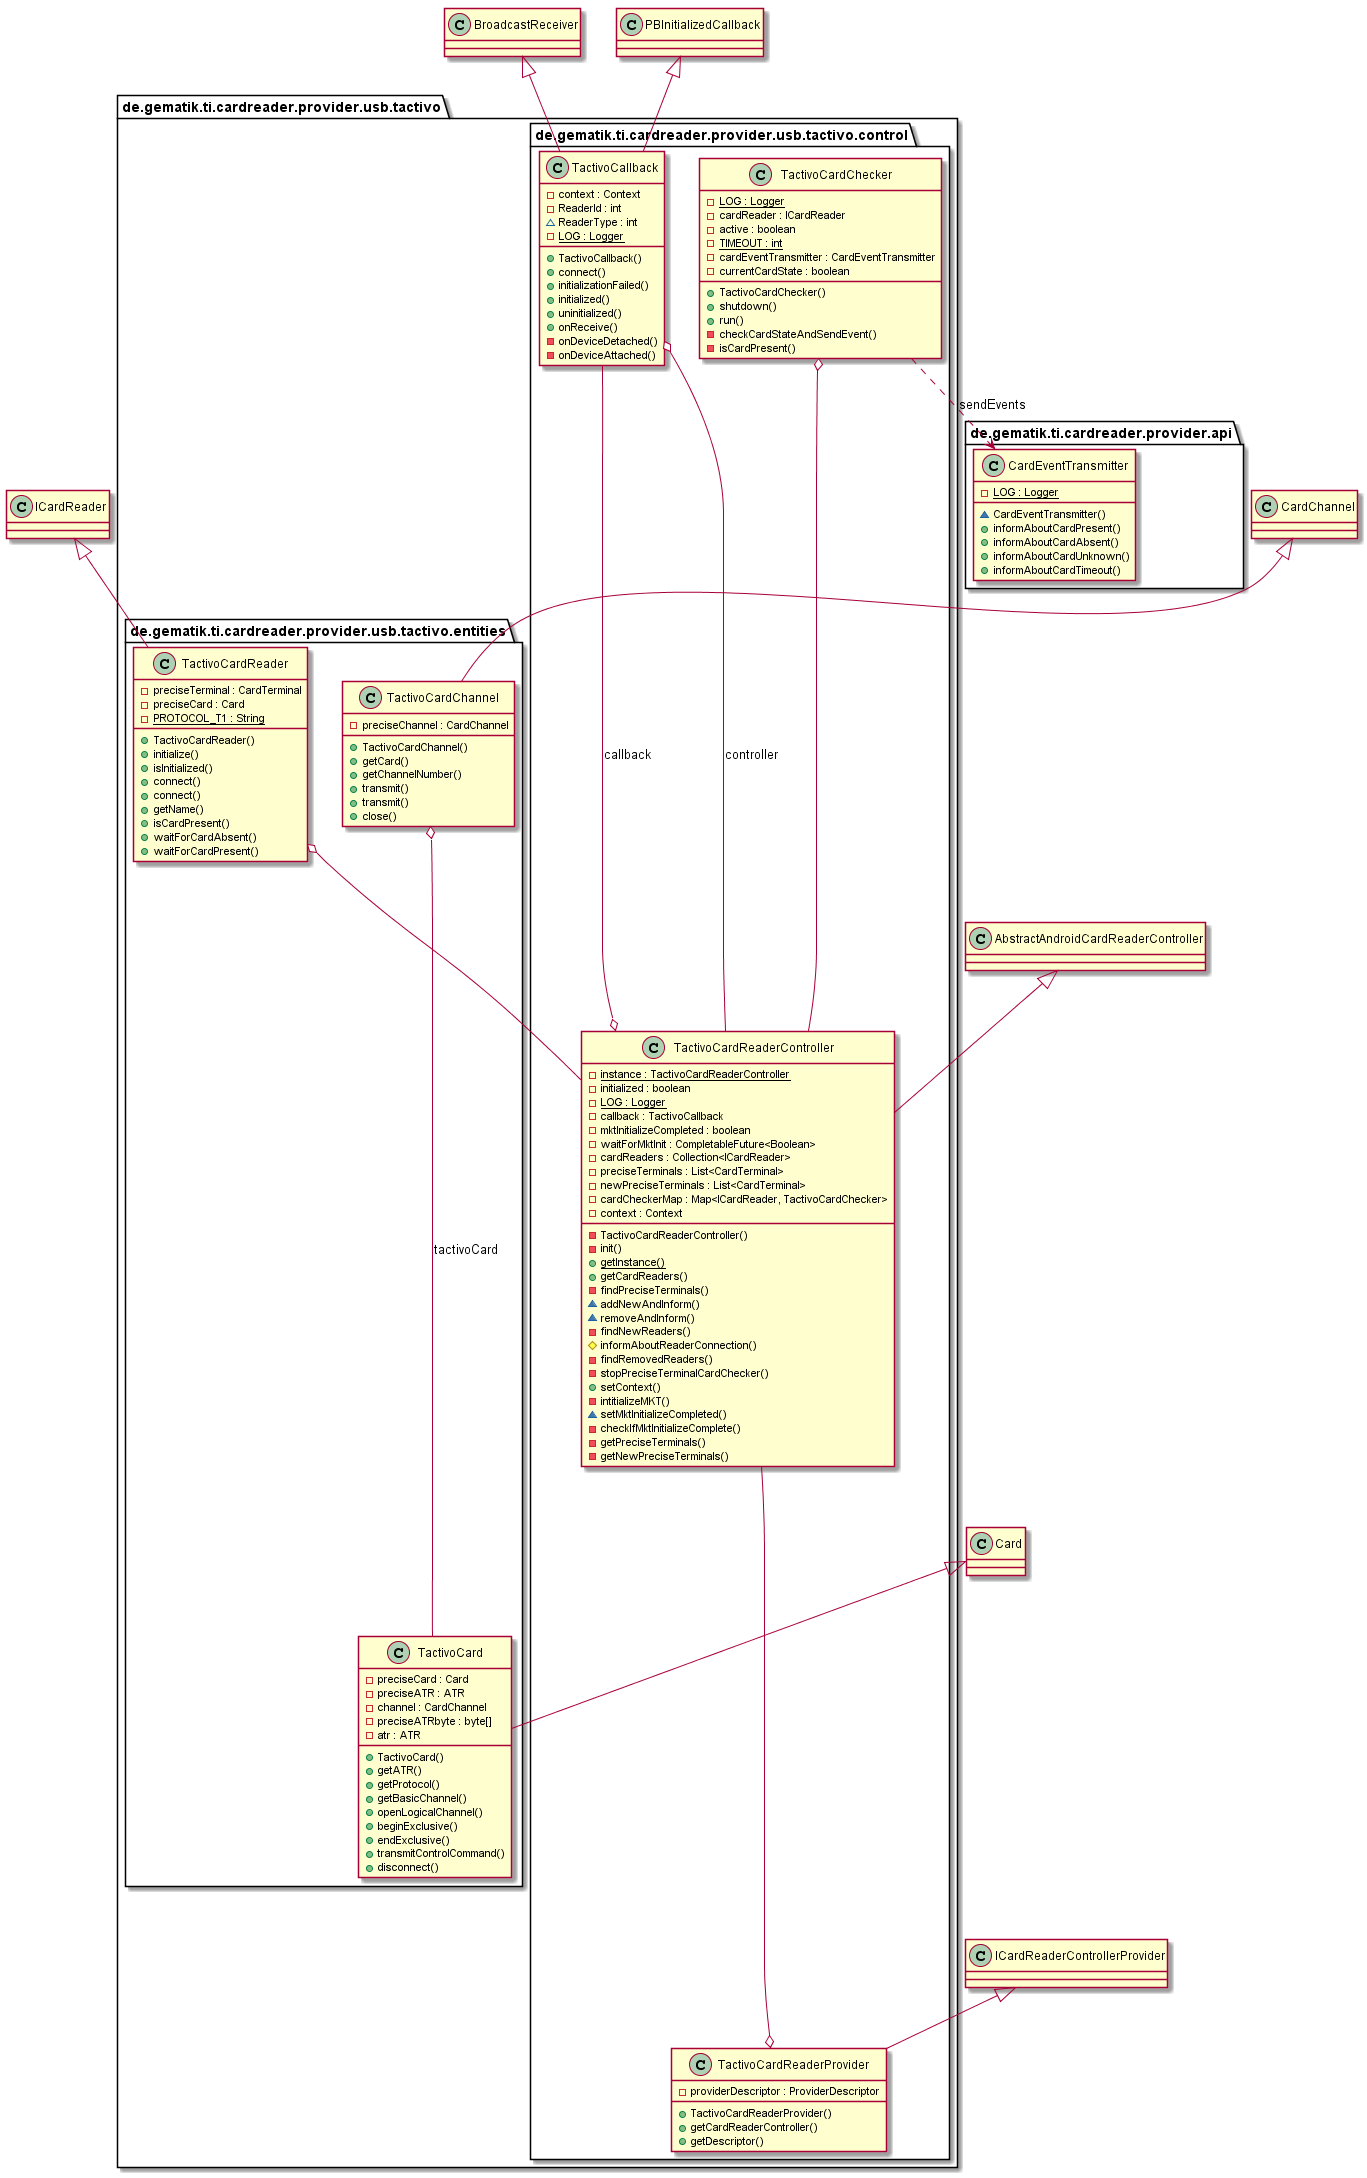 C BroadcastReceiver
C PBInitializedCallback
de.gematik.ti.cardreader.provider.usb.tactivo
de.gematik.ti.cardreader.provider.usb.tactivo.control
C TactivoCallback
context : Context
ReaderId : int
ReaderType : int
LOG : Logger
TactivoCallback()
connect()
initializationFailed()
initialized()
uninitialized()
onReceive()
onDeviceDetached()
onDeviceAttached()
C TactivoCardChecker
LOG : Logger
cardReader : ICardReader
active : boolean
TIMEOUT : int
cardEventTransmitter : CardEventTransmitter
currentCardState : boolean
TactivoCardChecker()
shutdown()
run()
checkCardStateAndSendEvent()
isCardPresent()
sendEvents
de.gematik.ti.cardreader.provider.api
C CardEventTransmitter
LOG : Logger
CardEventTransmitter()
informAboutCardPresent()
informAboutCardAbsent()
informAboutCardUnknown()
informAboutCardTimeout()
C ICardReader
C CardChannel
de.gematik.ti.cardreader.provider.usb.tactivo.entities
C TactivoCardReader
preciseTerminal : CardTerminal
preciseCard : Card
PROTOCOL_T1 : String
TactivoCardReader()
initialize()
isInitialized()
connect()
connect()
getName()
isCardPresent()
waitForCardAbsent()
waitForCardPresent()
C TactivoCardChannel
preciseChannel : CardChannel
TactivoCardChannel()
getCard()
getChannelNumber()
transmit()
transmit()
close()
callback
controller
C AbstractAndroidCardReaderController
C TactivoCardReaderController
instance : TactivoCardReaderController
initialized : boolean
LOG : Logger
callback : TactivoCallback
mktInitializeCompleted : boolean
waitForMktInit : CompletableFuture<Boolean>
cardReaders : Collection<ICardReader>
preciseTerminals : List<CardTerminal>
newPreciseTerminals : List<CardTerminal>
cardCheckerMap : Map<ICardReader, TactivoCardChecker>
context : Context
TactivoCardReaderController()
init()
getInstance()
getCardReaders()
findPreciseTerminals()
addNewAndInform()
removeAndInform()
findNewReaders()
informAboutReaderConnection()
findRemovedReaders()
stopPreciseTerminalCardChecker()
setContext()
intitializeMKT()
setMktInitializeCompleted()
checkIfMktInitializeComplete()
getPreciseTerminals()
getNewPreciseTerminals()
tactivoCard
C Card
C TactivoCard
preciseCard : Card
preciseATR : ATR
channel : CardChannel
preciseATRbyte : byte[]
atr : ATR
TactivoCard()
getATR()
getProtocol()
getBasicChannel()
openLogicalChannel()
beginExclusive()
endExclusive()
transmitControlCommand()
disconnect()
C ICardReaderControllerProvider
C TactivoCardReaderProvider
providerDescriptor : ProviderDescriptor
TactivoCardReaderProvider()
getCardReaderController()
getDescriptor()